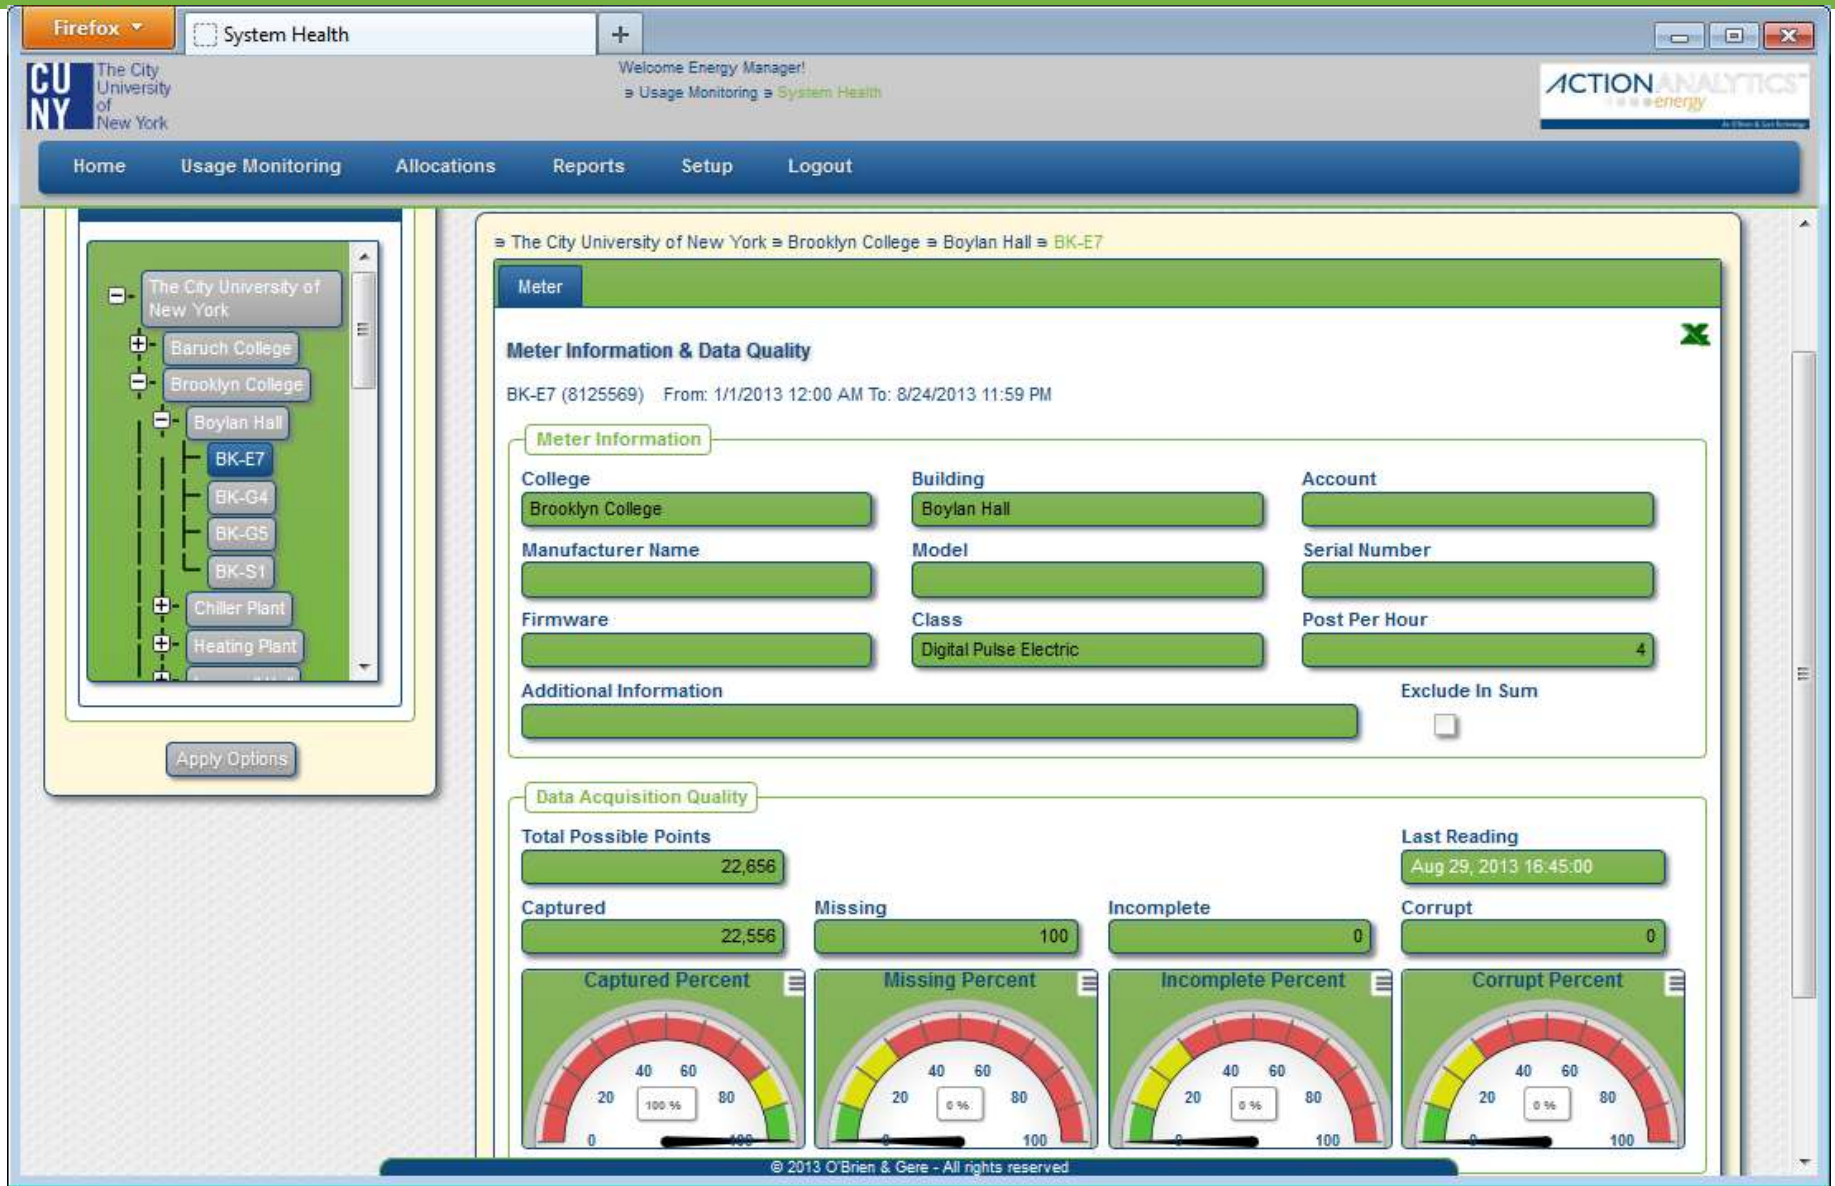 Firefox
System Health
CU
NY
The City
University
of
New York
Welcome Energy Manager!
Usage Monitoring System Health
ACTIONANALYTICS
energy
Home Usage Monitoring Allocations Reports Setup Logout
The City University of
New York
Baruch College
Brooklyn College
Boylan Hall
BK-E7
BK-G4
BK-G5
BK-S1
Chiller Plant
Heating Plant
Apply Options
The City University of New York Brooklyn College Boylan Hall BK-E7
Meter
Meter Information & Data Quality
BK-E7 (8125569) From: 1/1/2013 12:00 AM To: 8/24/2013 11:59 PM
Meter Information
College Building Account
Brooklyn College Boylan Hall
Manufacturer Name Model Serial Number
Firmware Class Post Per Hour
Digital Pulse Electric 4
Additional Information Exclude In Sum
Data Acquisition Quality
Total Possible Points Last Reading
22,656 Aug 29, 2013 16:45:00
Captured Missing Incomplete Corrupt
22,556 100 0 0
Captured Percent Missing Percent Incomplete Percent Corrupt Percent
40 60 40 60 40 60 40 60
20 100 % 80 20 0 % 80 20 0 % 80 20 0 % 80
0 100 0 100 0 100 0 100
© 2013 O'Brien & Gere - All rights reserved